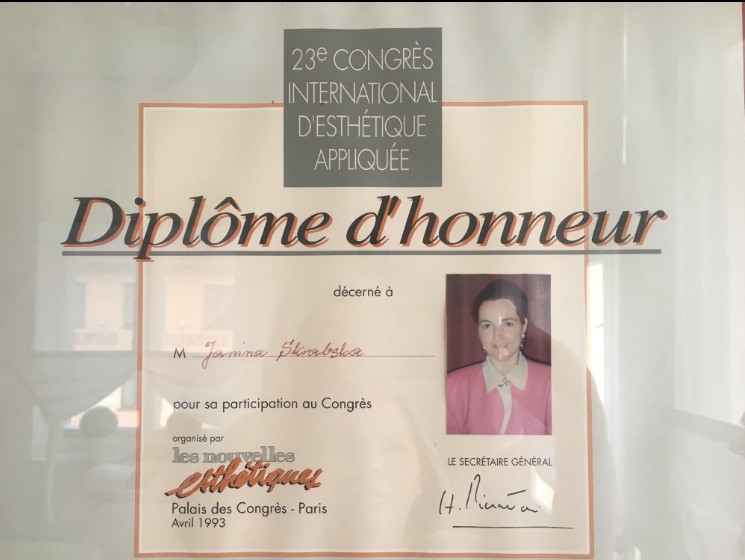 23e CONGRÈS
INTERNATIONAL
D'ESTHÉTIQUE
APPLIQUÉE
Diplôme d'honneur
décerné à
M Janina Skrabska
pour sa participation au Congrès
organisé par
les nouvelles
esthétiques
Palais des Congrès - Paris
Avril 1993
LE SECRÉTAIRE GÉNÉRAL